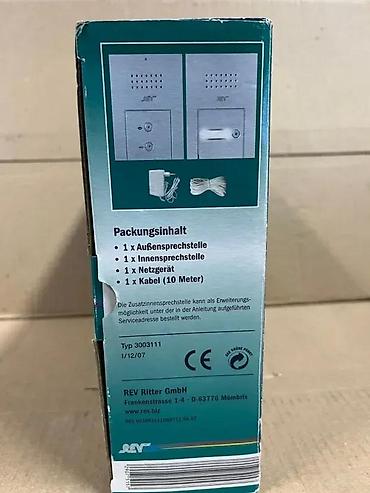 REV
REV
Packungsinhalt
• 1 x Außensprechstelle
• 1 x Innensprechstelle
• 1 x Netzgerät
• 1 x Kabel (10 Meter)
Die Zusatzinnensprechstelle kann als Erweiterungs-
möglichkeit unter der in der Anleitung aufgeführten
Serviceadresse bestellt werden.
Typ 3003111
I/12/07
CE
REV Ritter GmbH
Frankenstrasse 1-4 · D-63776 Mömbris
www.rev.biz
REV